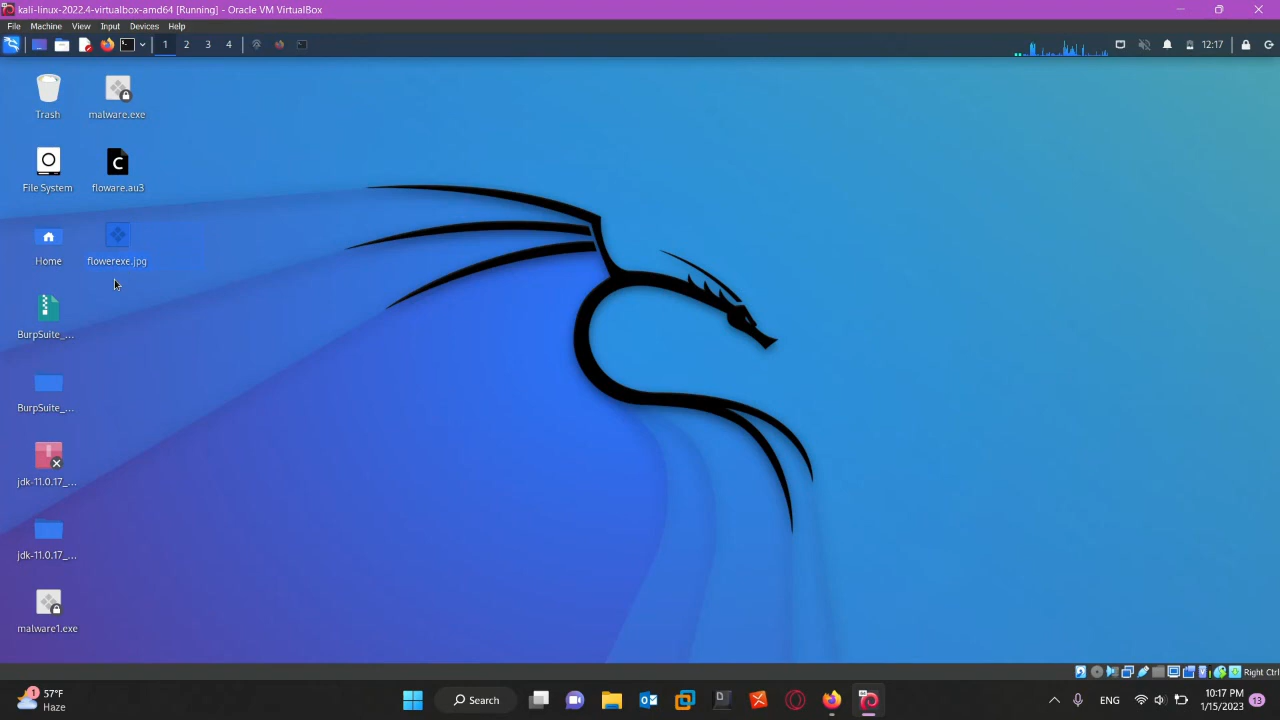 kali-linux-2022.4-virtualbox-amd64 [Running] - Oracle VM VirtualBox
File Machine View Input Devices Help
1 2 3 4 12:17
Trash malware.exe
C
File System floware.au3
Home flowerexe.jpg
BurpSuite_...
BurpSuite_...
jdk-11.0.17_...
jdk-11.0.17_...
malware1.exe
Right Ctrl
1 57°F
Haze
Search
D
ENG
10:17 PM
1/15/2023
13